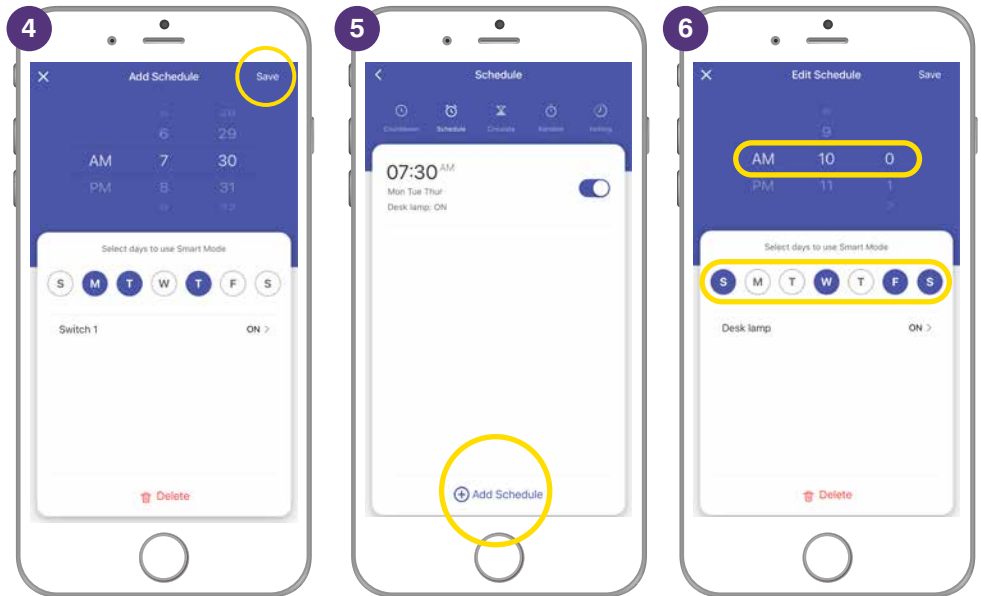 4
Add Schedule
Save
6 29
AM 7 30
PM 8 31
Select days to use Smart Mode
S M T W T F S
Switch 1
ON >
Delete
5
Schedule
Countdown Schedule Circulate Random
07:30 AM
Mon Tue Thur
Desk lamp: ON
Add Schedule
6
Edit Schedule
Save
9
AM 10 0
PM 11 1
Select days to use Smart Mode
S M T W T F S
Desk lamp
ON >
Delete